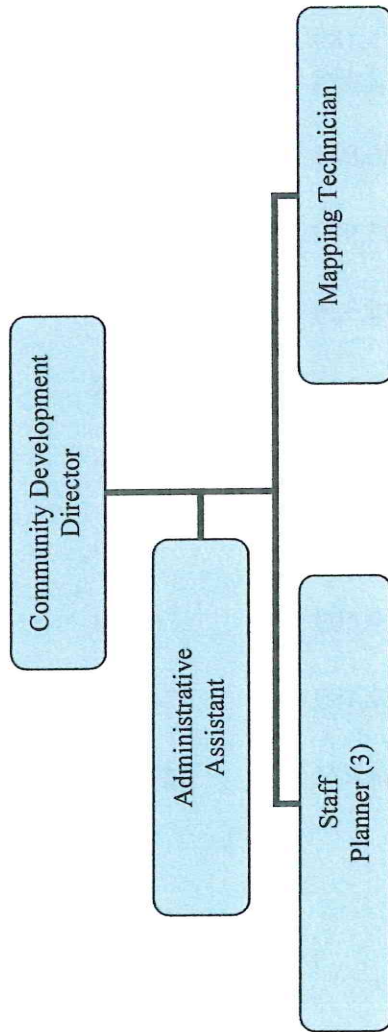 Community Development
Director
Administrative
Assistant
Staff
Planner (3)
Mapping Technician